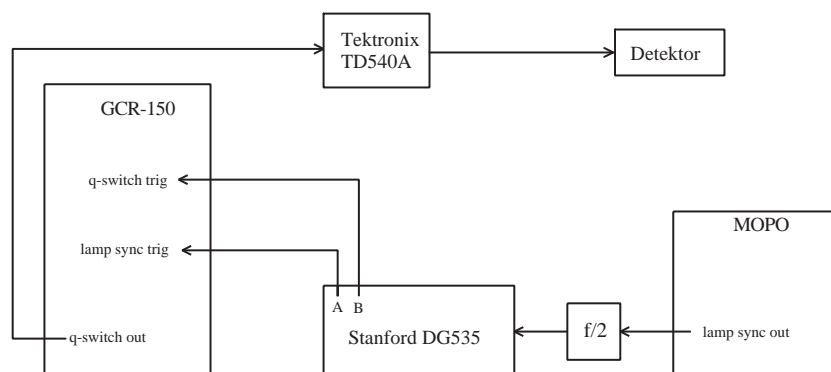 Tektronix
TD540A
Detektor
GCR-150
q-switch trig
lamp sync trig
MOPO
A B
q-switch out
Stanford DG535
f/2
lamp sync out